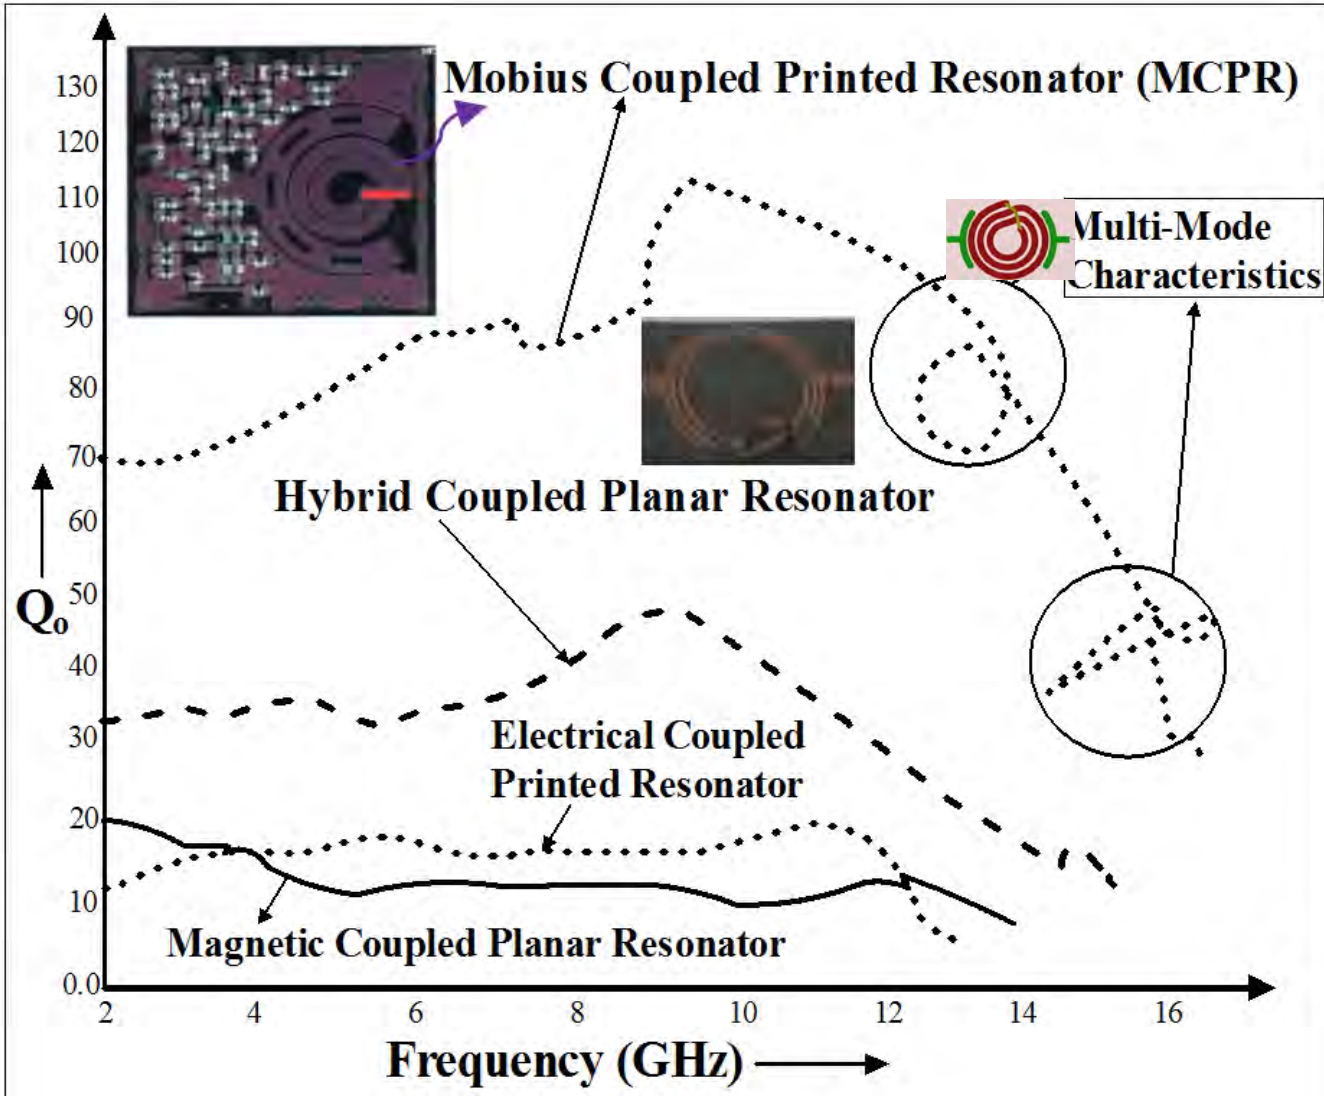 Mobius Coupled Printed Resonator (MCPR)
130
120
110
100
90
80
70
60
50
40
30
20
10
0.0
Qo
Multi-Mode
Characteristics
Hybrid Coupled Planar Resonator
Electrical Coupled
Printed Resonator
Magnetic Coupled Planar Resonator
2 4 6 8 10 12 14 16
Frequency (GHz)